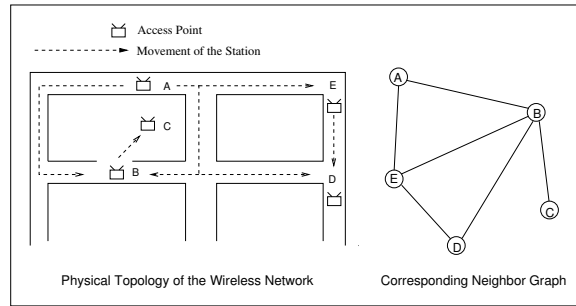 Access Point
Movement of the Station
A
E
C
B
D
A
B
E
C
D
Physical Topology of the Wireless Network
Corresponding Neighbor Graph